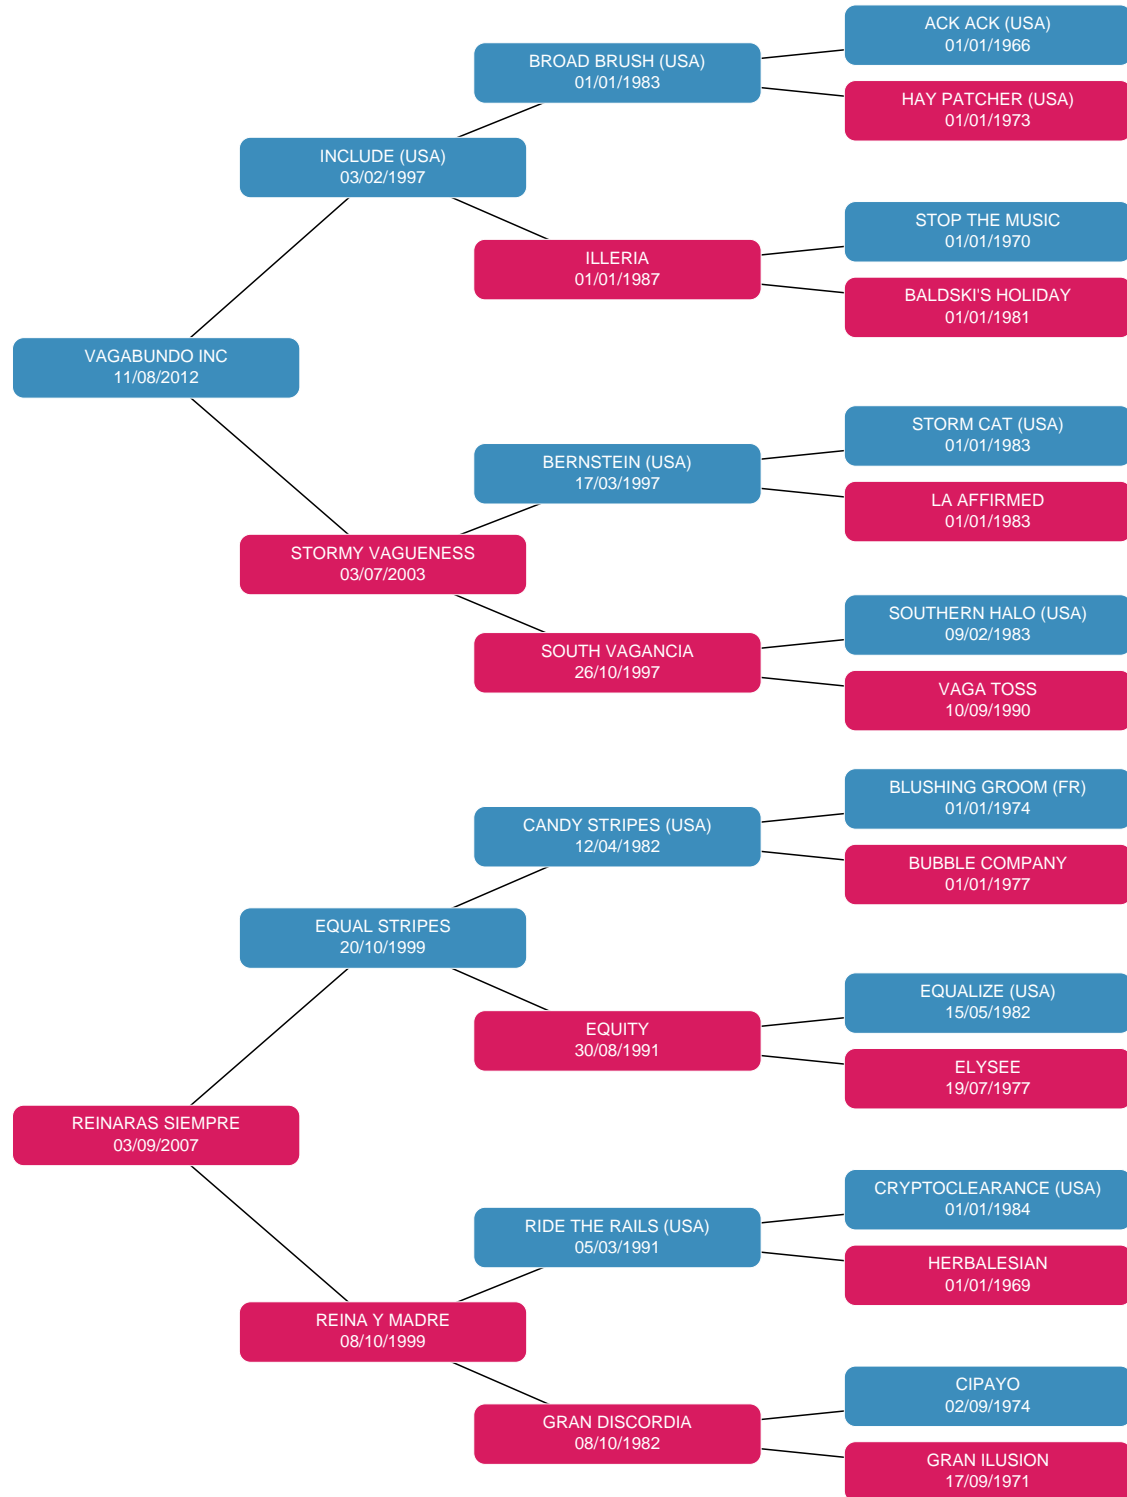 ACK ACK (USA)
01/01/1966
BROAD BRUSH (USA)
01/01/1983
HAY PATCHER (USA)
01/01/1973
INCLUDE (USA)
03/02/1997
STOP THE MUSIC
01/01/1970
ILLERIA
01/01/1987
BALDSKI'S HOLIDAY
01/01/1981
VAGABUNDO INC
11/08/2012
STORM CAT (USA)
01/01/1983
BERNSTEIN (USA)
17/03/1997
LA AFFIRMED
01/01/1983
STORMY VAGUENESS
03/07/2003
SOUTHERN HALO (USA)
09/02/1983
SOUTH VAGANCIA
26/10/1997
VAGA TOSS
10/09/1990
BLUSHING GROOM (FR)
01/01/1974
CANDY STRIPES (USA)
12/04/1982
BUBBLE COMPANY
01/01/1977
EQUAL STRIPES
20/10/1999
EQUALIZE (USA)
15/05/1982
EQUITY
30/08/1991
ELYSEE
19/07/1977
REINARAS SIEMPRE
03/09/2007
CRYPTOCLEARANCE (USA)
01/01/1984
RIDE THE RAILS (USA)
05/03/1991
HERBALESIAN
01/01/1969
REINA Y MADRE
08/10/1999
CIPAYO
02/09/1974
GRAN DISCORDIA
08/10/1982
GRAN ILUSION
17/09/1971